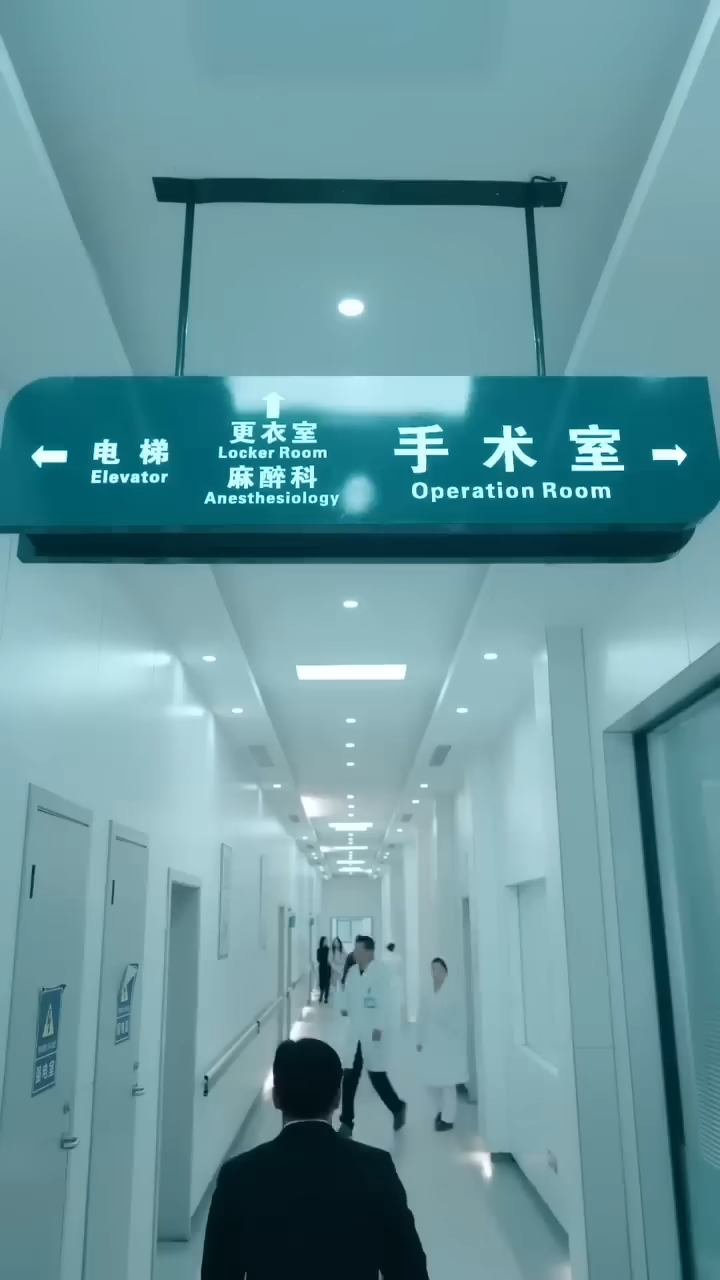 电梯
Elevator
更衣室
Locker Room
麻醉科
Anesthesiology
手术室
Operation Room